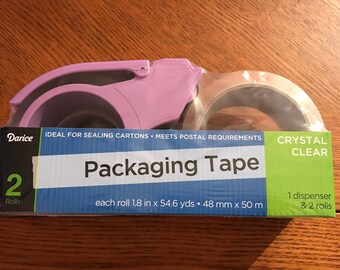 Darice
IDEAL FOR SEALING CARTONS • MEETS POSTAL REQUIREMENTS
CRYSTAL
CLEAR
Packaging Tape
2
Rolls
each roll 1.8 in x 54.6 yds • 48 mm x 50 m
1 dispenser
& 2 rolls